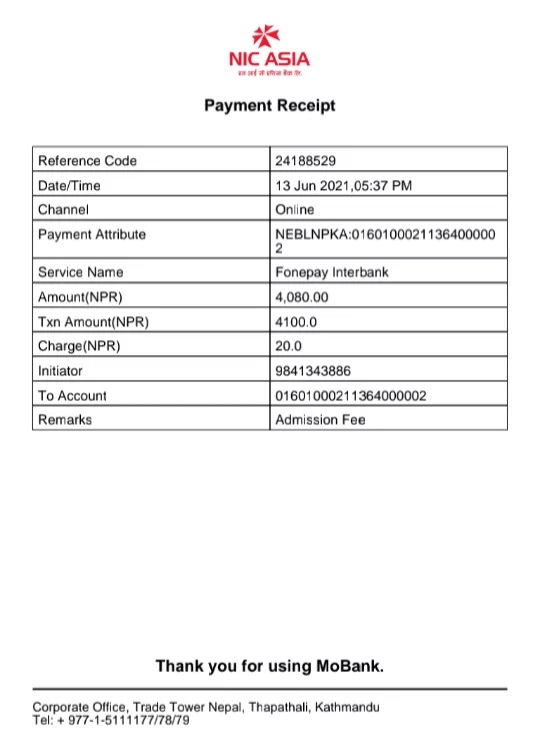 NIC ASIA
एन आई सी एशिया बैंक लि.
Payment Receipt
Reference Code 24188529
Date/Time 13 Jun 2021,05:37 PM
Channel Online
Payment Attribute NEBLNPKA:0160100021136400000
2
Service Name Fonepay Interbank
Amount(NPR) 4,080.00
Txn Amount(NPR) 4100.0
Charge(NPR) 20.0
Initiator 9841343886
To Account 01601000211364000002
Remarks Admission Fee
Thank you for using MoBank.
Corporate Office, Trade Tower Nepal, Thapathali, Kathmandu
Tel: + 977-1-5111177/78/79